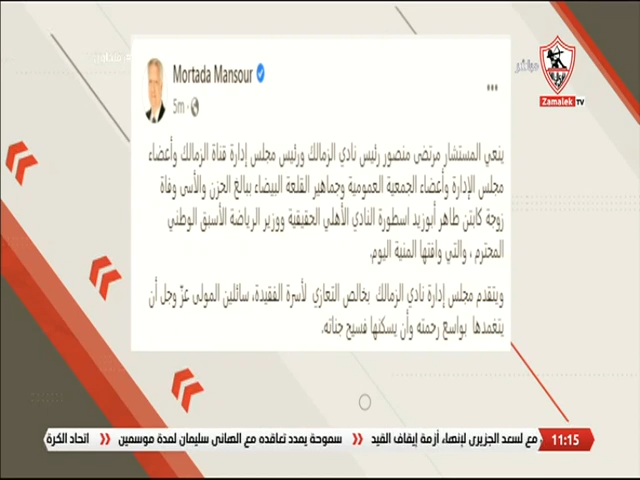 مباشر
Zamalek TV
Mortada Mansour
5m
ينعي المستشار مرتضى منصور رئيس نادي الزمالك ورئيس مجلس إدارة قناة الزمالك وأعضاء
مجلس الإدارة وأعضاء الجمعية العمومية وجماهير القلعة البيضاء ببالغ الحزن والأسى وفاة
زوجة كابتن طاهر أبوزيد اسطورة النادي الأهلي الحقيقية ووزير الرياضة الأسبق الوطني
المحترم ، والتي وافتها المنية اليوم.
ويتقدم مجلس إدارة نادي الزمالك بخالص التعازي لأسرة الفقيدة، سائلين المولى عزّ وجل أن
يتغمدها بواسع رحمته وأن يسكنها فسيح جناته.
11:15 مع لسعد الجزيرى لإنهاء أزمة إيقاف القيد سموحة يمدد تعاقده مع الهانى سليمان لمدة موسمين اتحاد الكرة